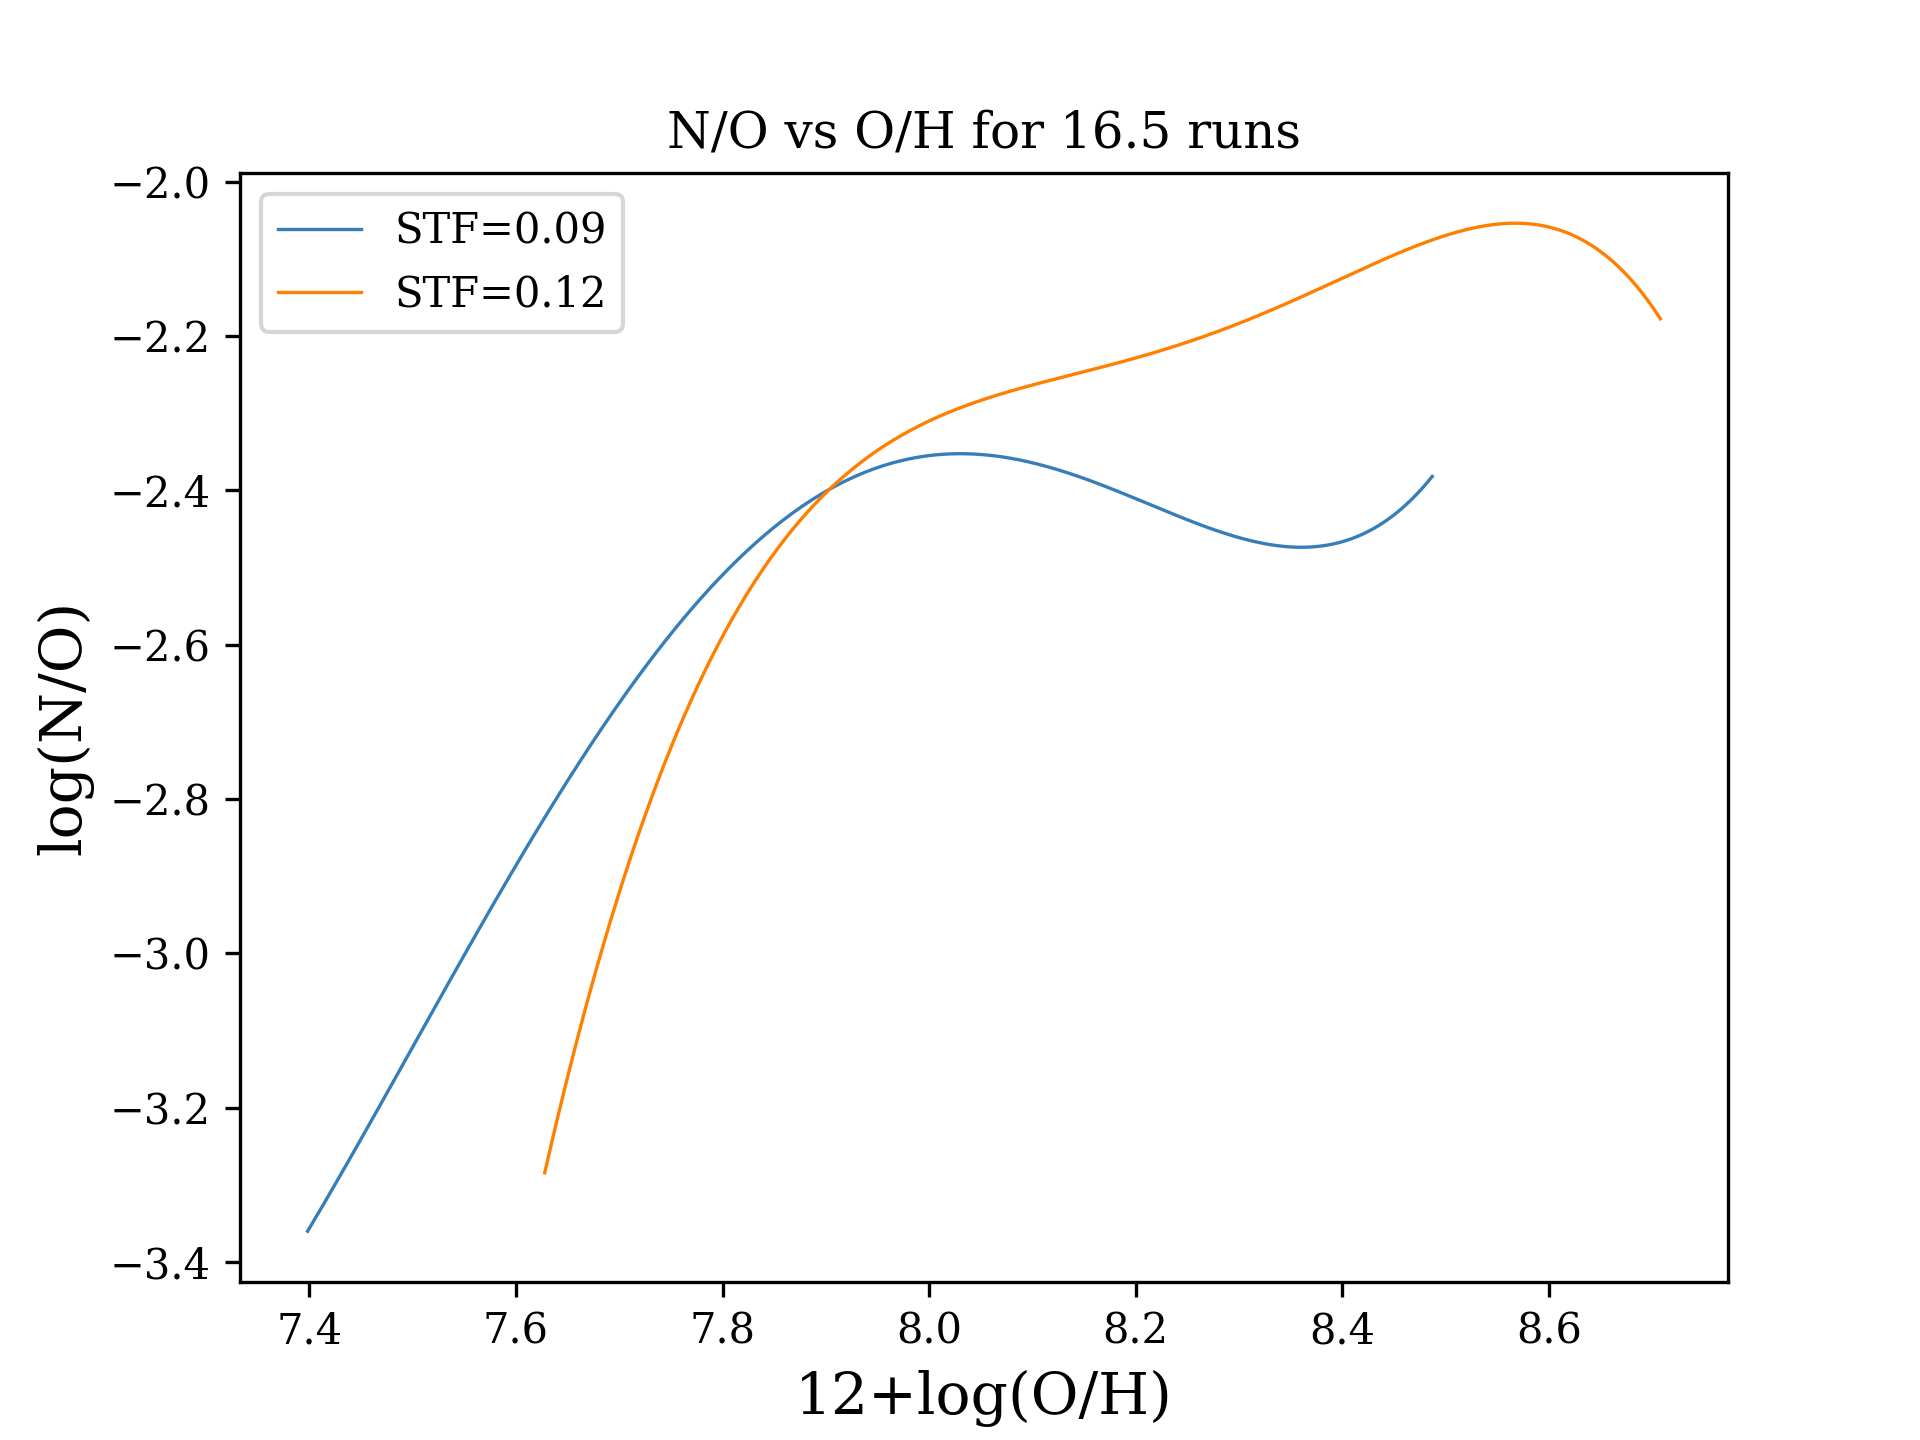 N/O vs O/H for 16.5 runs
STF=0.09
STF=0.12
−2.0
−2.2
−2.4
−2.6
−2.8
−3.0
−3.2
−3.4
log(N/O)
7.4 7.6 7.8 8.0 8.2 8.4 8.6
12+log(O/H)